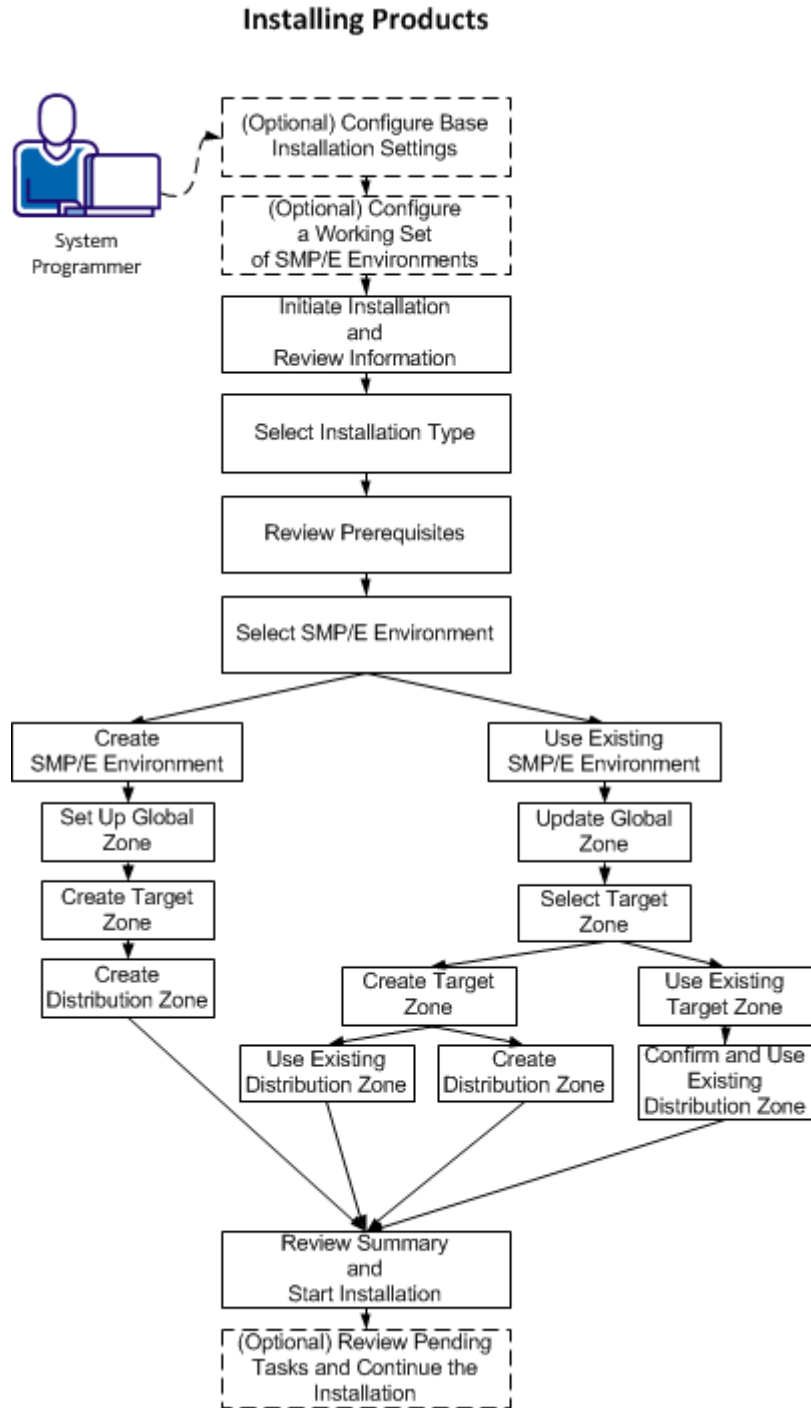 Installing Products
(Optional) Configure Base
Installation Settings
System
Programmer
(Optional) Configure
a Working Set
of SMP/E Environments
Initiate Installation
and
Review Information
Select Installation Type
Review Prerequisites
Select SMP/E Environment
Create
SMP/E Environment
Set Up Global
Zone
Create Target
Zone
Create
Distribution Zone
Use Existing
SMP/E Environment
Update Global
Zone
Select Target
Zone
Create Target
Zone
Use Existing
Distribution Zone
Create
Distribution Zone
Use Existing
Target Zone
Confirm and Use
Existing
Distribution Zone
Review Summary
and
Start Installation
(Optional) Review Pending
Tasks and Continue the
Installation